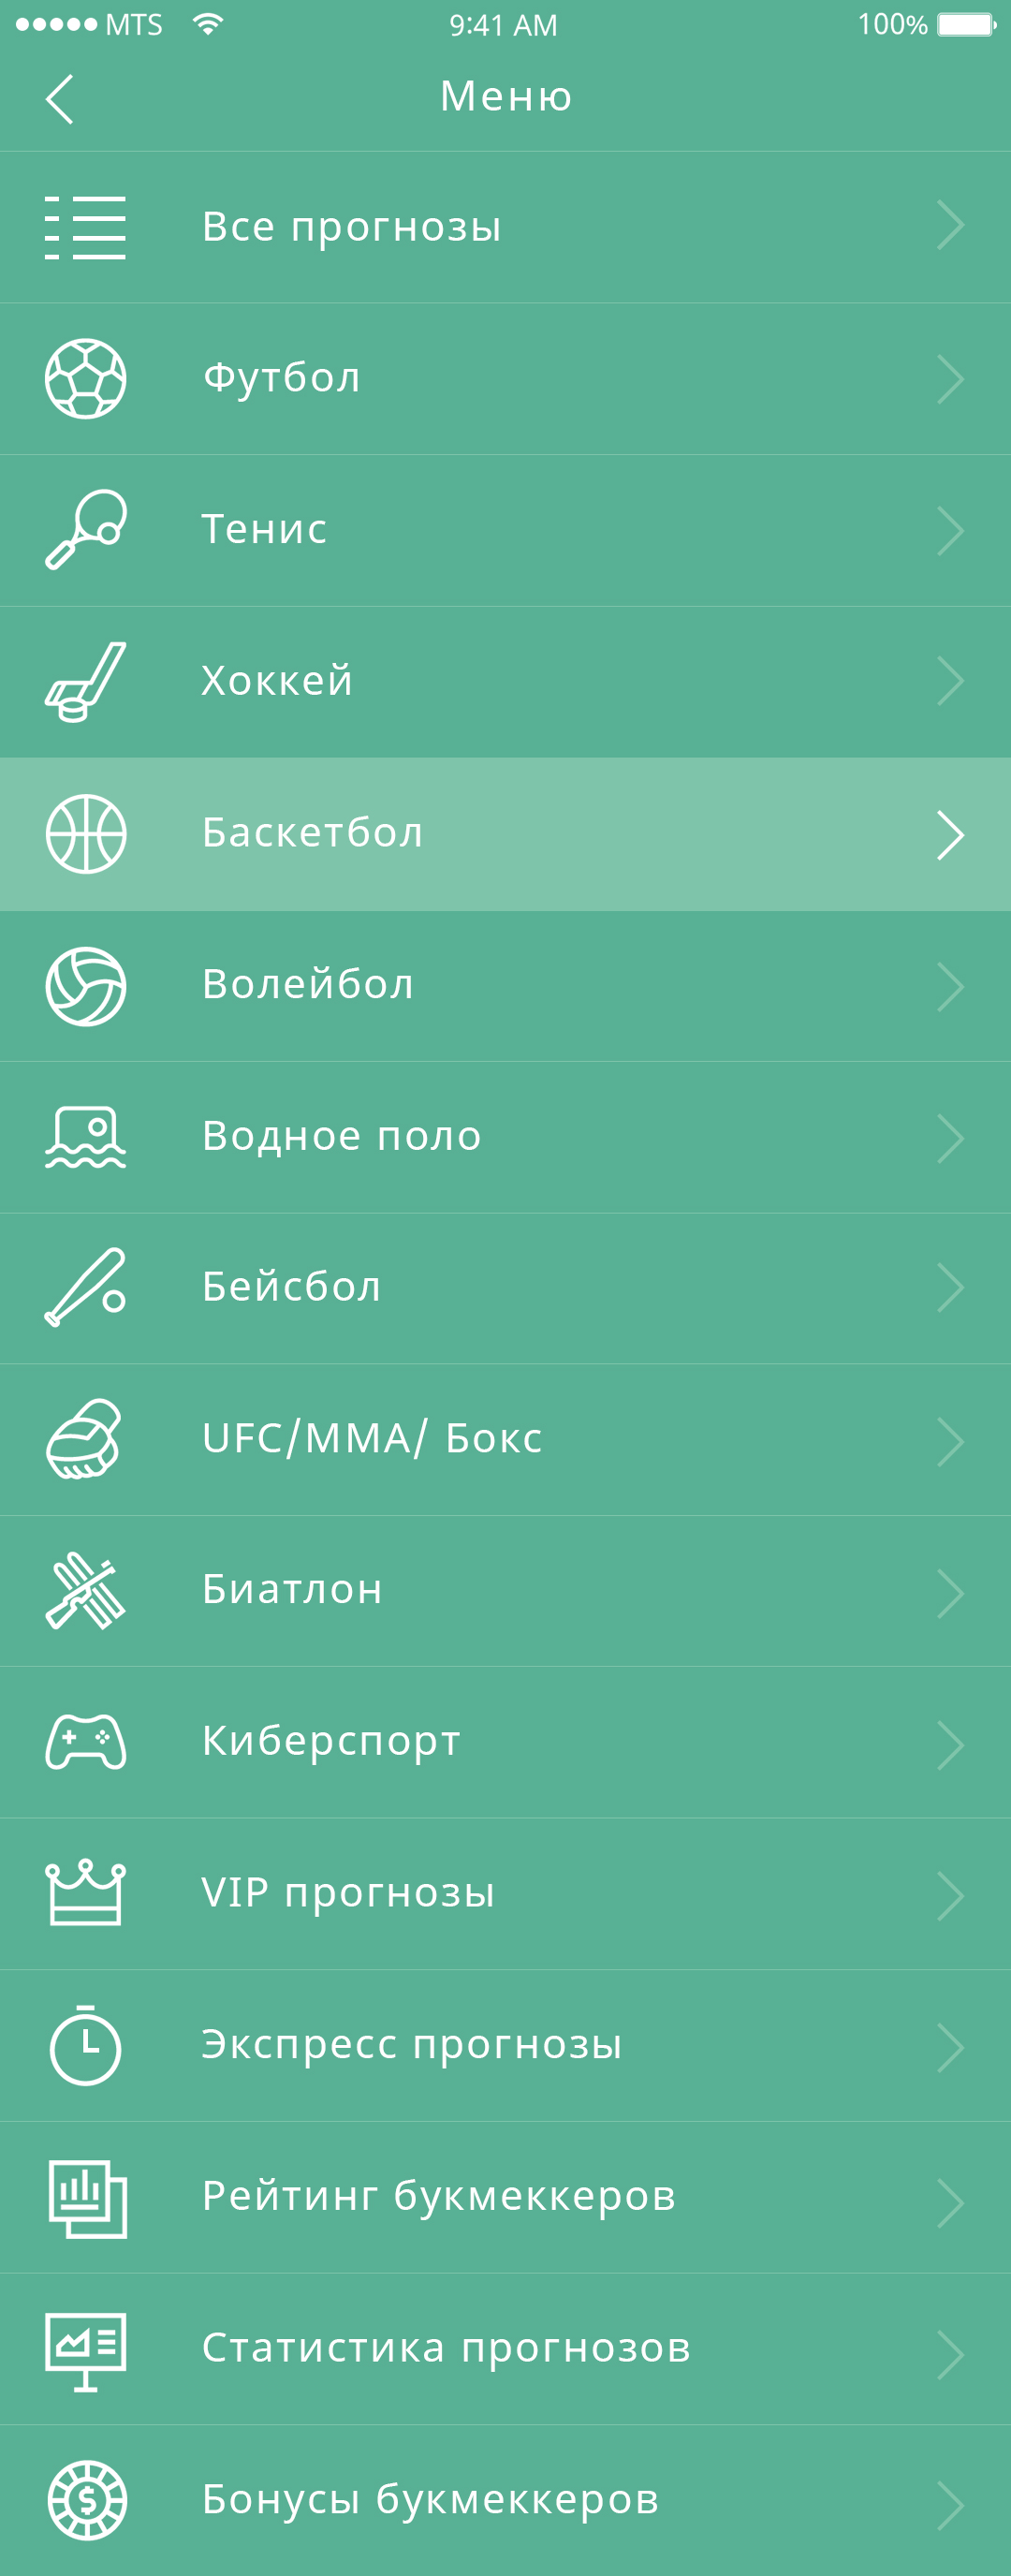 MTS 9:41 AM 100%
Меню
Все прогнозы
Футбол
Тенис
Хоккей
Баскетбол
Волейбол
Водное поло
Бейсбол
UFC/MMA/ Бокс
Биатлон
Киберспорт
VIP прогнозы
Экспресс прогнозы
Рейтинг букмеккеров
Статистика прогнозов
$
Бонусы букмеккеров